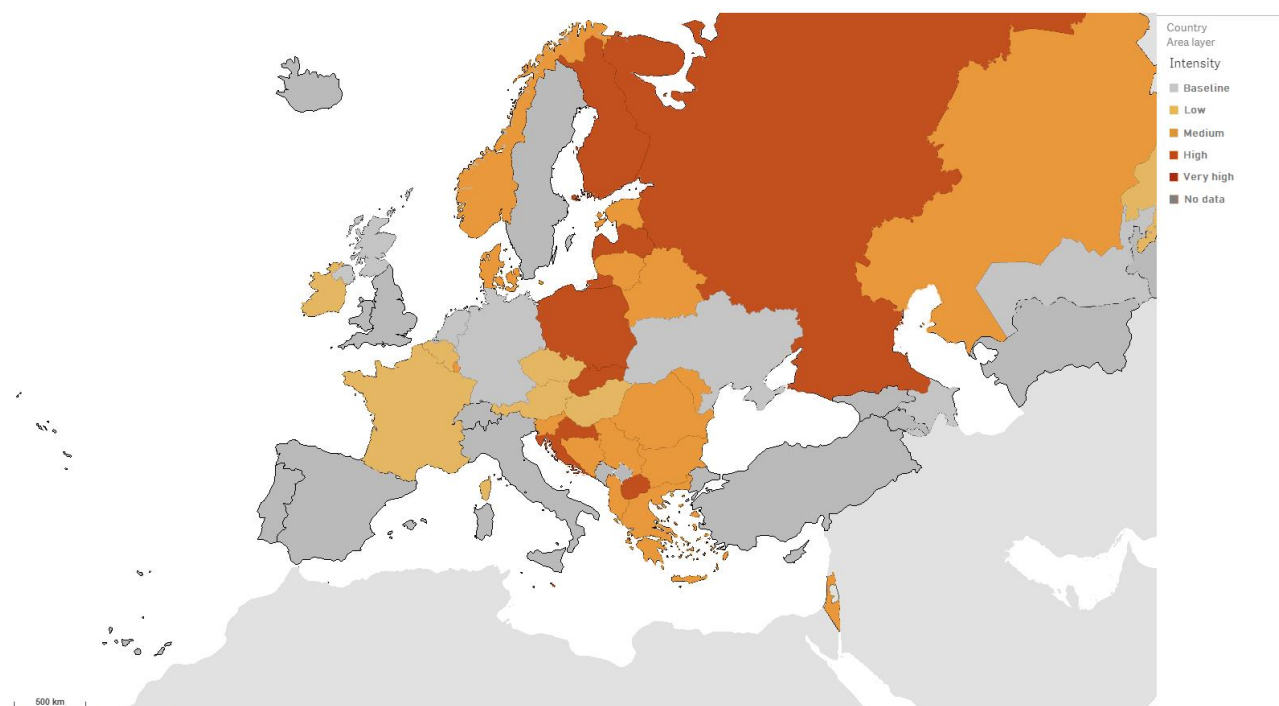 Country
Area layer
Intensity
Baseline
Low
Medium
High
Very high
No data
500 km